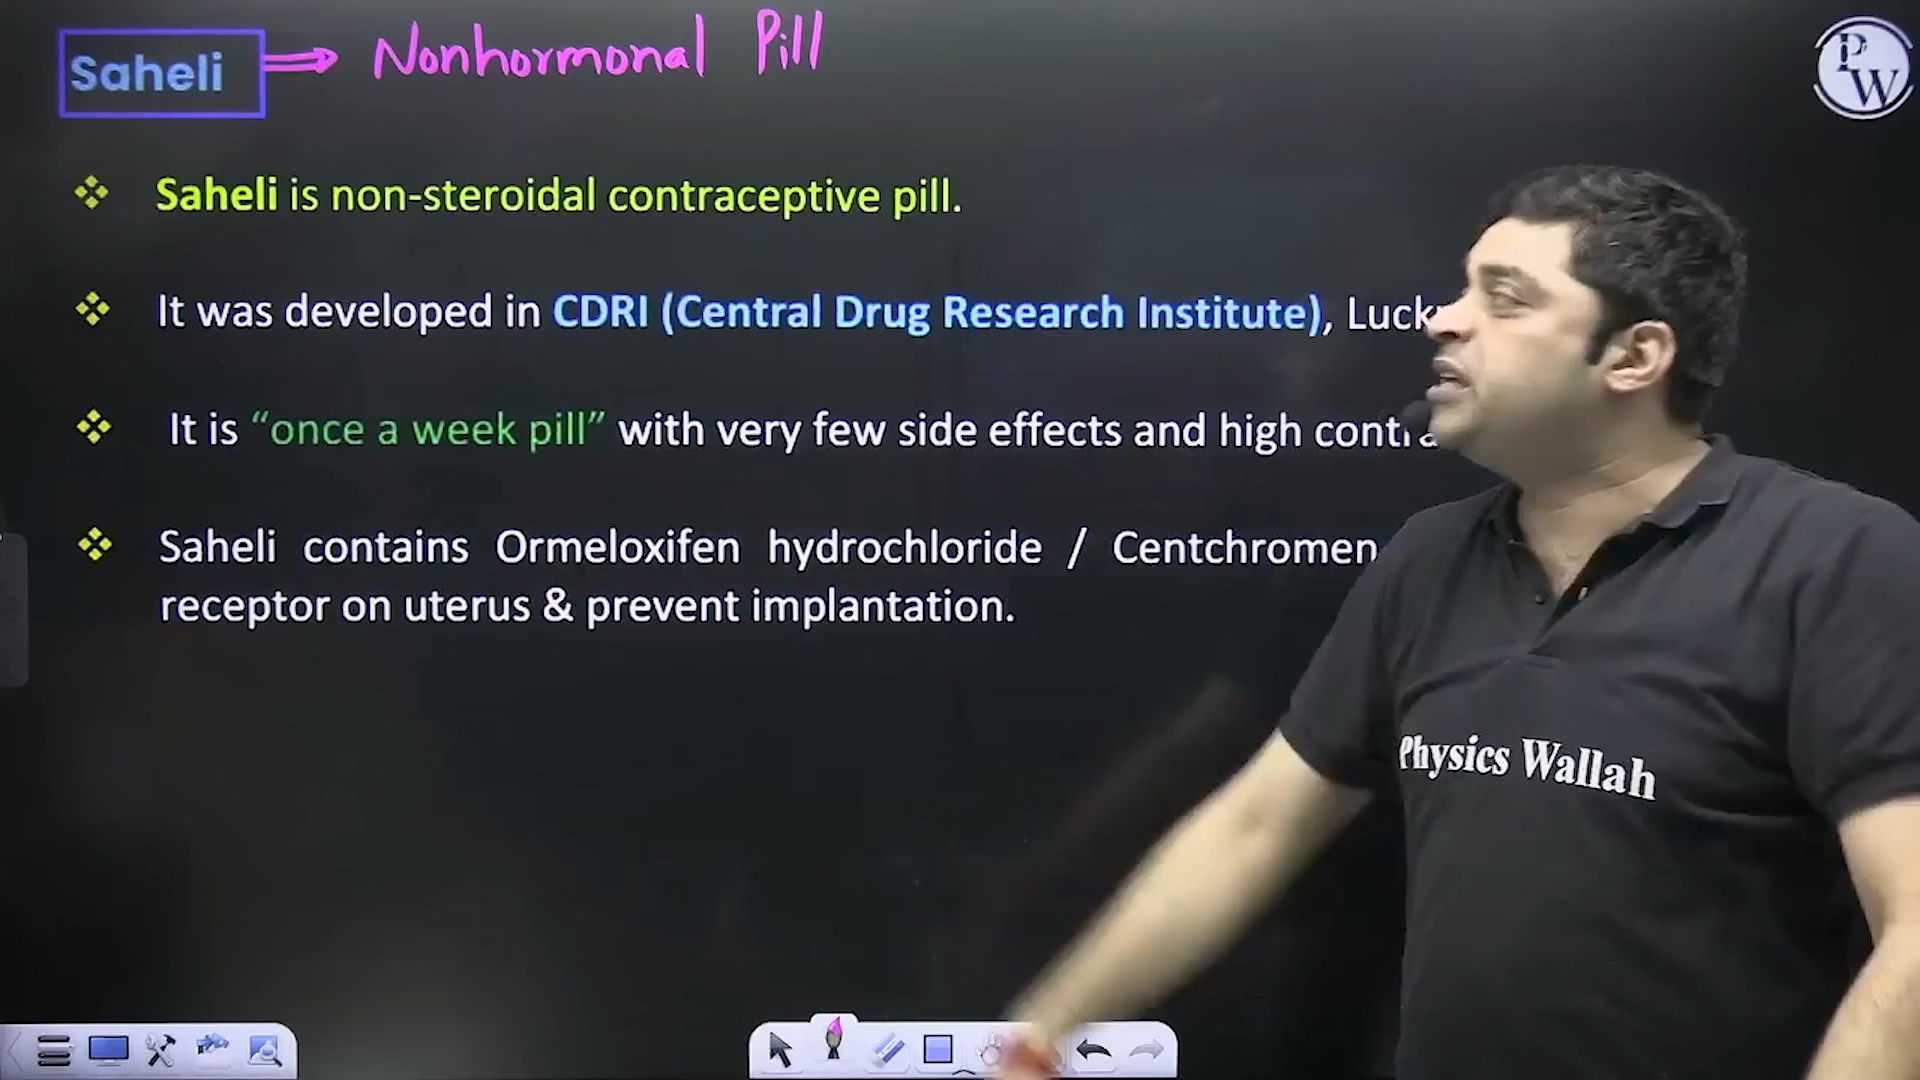 Saheli ⇒ Nonhormonal Pill
PW
❖ Saheli is non-steroidal contraceptive pill.
❖ It was developed in CDRI (Central Drug Research Institute),
❖ It is “once a week pill” with very few side effects and high
❖ Saheli contains Ormeloxifen hydrochloride / Centchromen
receptor on uterus & prevent implantation.
Physics Wallah